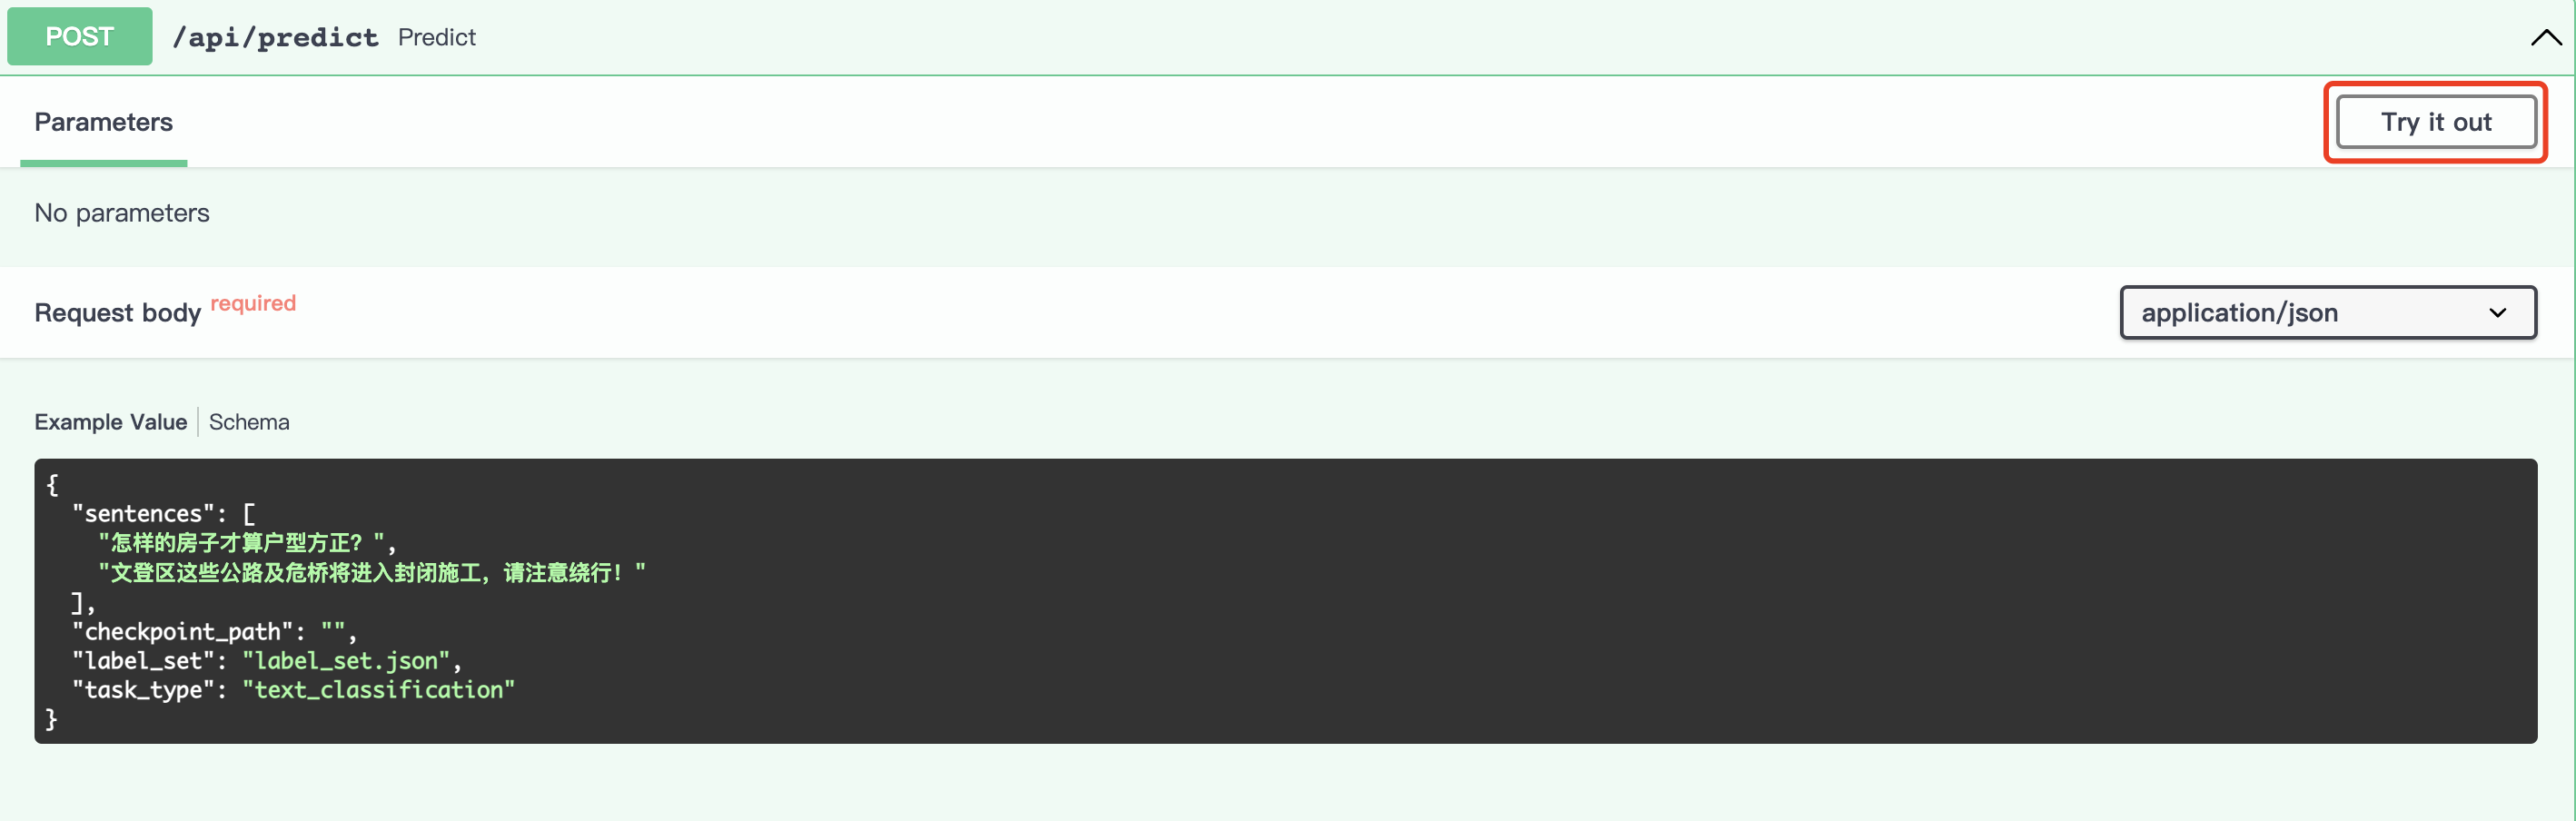 POST /api/predict Predict
Parameters
Try it out
No parameters
Request body required
application/json
Example Value Schema
{
"sentences": [
"怎样的房子才算户型方正？",
"文登区这些公路及危桥将进入封闭施工，请注意绕行！"
],
"checkpoint_path": "",
"label_set": "label_set.json",
"task_type": "text_classification"
}